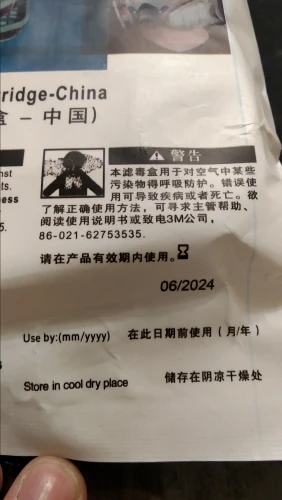 ridge-China
盒 – 中国)
警告
本滤毒盒用于对空气中某些
污染物得呼吸防护。错误使
用可导致疾病或者死亡。欲
了解正确使用方法，可寻求主管帮助、
阅读使用说明书或致电3M公司，
86-021-62753535.
请在产品有效期内使用。
06/2024
Use by:(mm/yyyy) 在此日期前使用（月/年）
Store in cool dry place 储存在阴凉干燥处